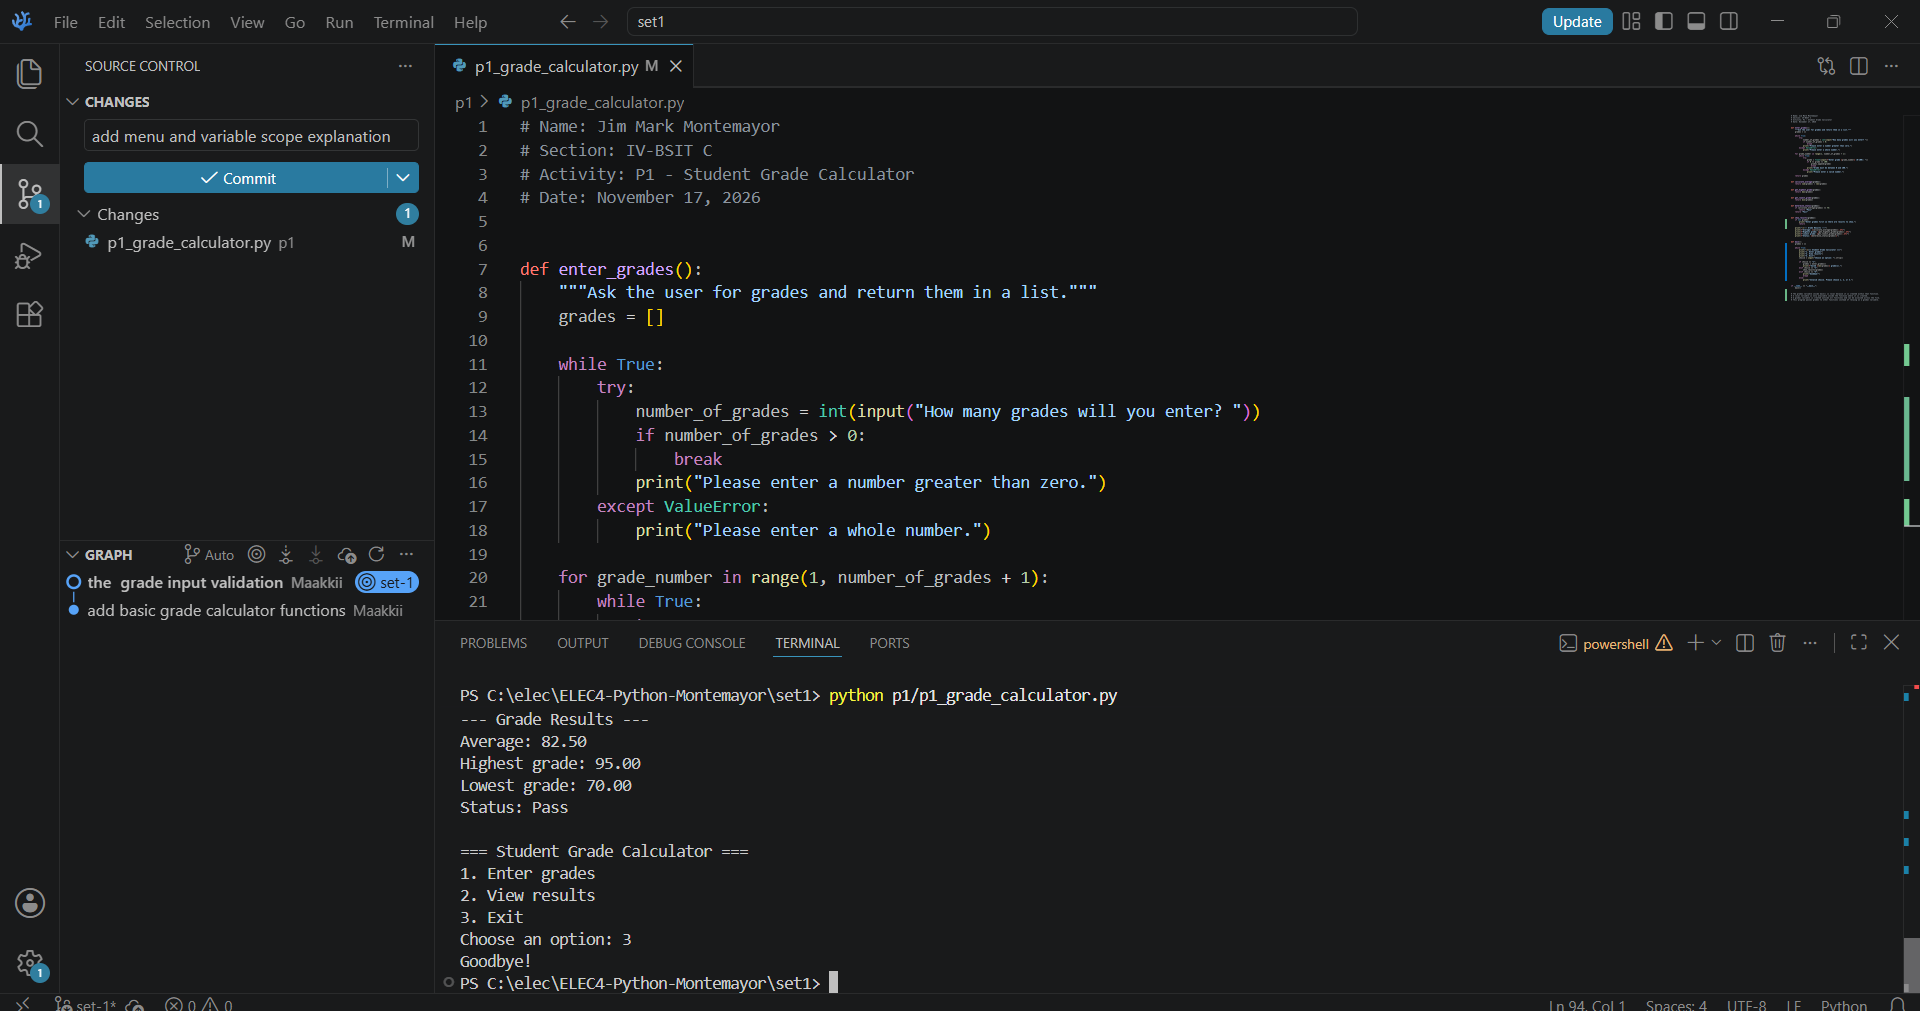 File Edit Selection View Go Run Terminal Help
set1
Update
SOURCE CONTROL
CHANGES
add menu and variable scope explanation
Commit
Changes 1
p1_grade_calculator.py p1 M
1
GRAPH Auto
the grade input validation Maakkii set-1
add basic grade calculator functions Maakkii
1
p1_grade_calculator.py M
p1 > p1_grade_calculator.py
1 # Name: Jim Mark Montemayor
2 # Section: IV-BSIT C
3 # Activity: P1 - Student Grade Calculator
4 # Date: November 17, 2026
5
6
7 def enter_grades():
8 """Ask the user for grades and return them in a list."""
9 grades = []
10
11 while True:
12 try:
13 number_of_grades = int(input("How many grades will you enter? "))
14 if number_of_grades > 0:
15 break
16 print("Please enter a number greater than zero.")
17 except ValueError:
18 print("Please enter a whole number.")
19
20 for grade_number in range(1, number_of_grades + 1):
21 while True:
PROBLEMS OUTPUT DEBUG CONSOLE TERMINAL PORTS
powershell
PS C:\elec\ELEC4-Python-Montemayor\set1> python p1/p1_grade_calculator.py
--- Grade Results ---
Average: 82.50
Highest grade: 95.00
Lowest grade: 70.00
Status: Pass
=== Student Grade Calculator ===
1. Enter grades
2. View results
3. Exit
Choose an option: 3
Goodbye!
PS C:\elec\ELEC4-Python-Montemayor\set1>
set-1* 0 0 Ln 94, Col 1 Spaces: 4 UTF-8 LF Python